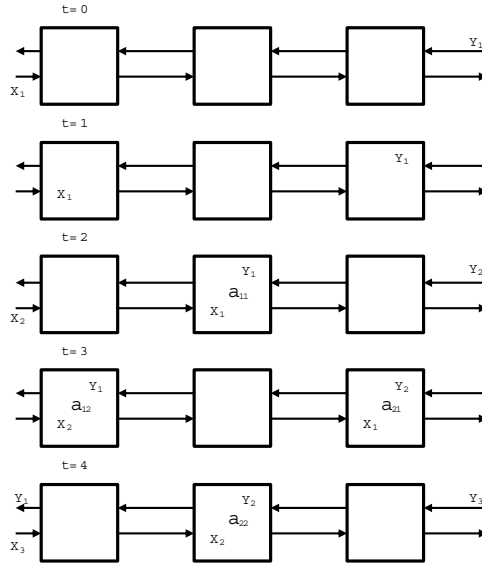 t=0
Y₁
X₁
t=1
Y₁
X₁
t=2
Y₁ Y₂
a₁₁
X₂ X₁
t=3
Y₁ Y₂
a₁₂ a₂₁
X₂ X₁
t=4
Y₁ Y₂ Y₃
a₂₂
X₃ X₂